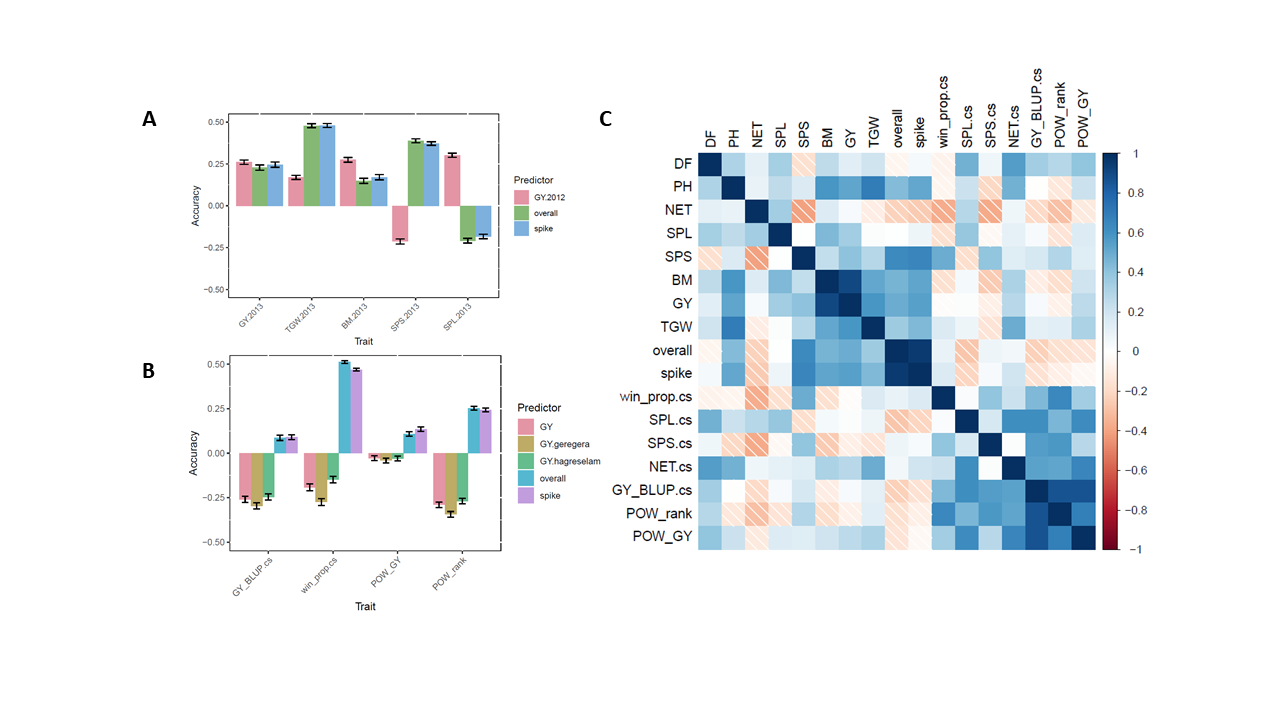 A
0.50
0.25
0.00
−0.25
−0.50
Accuracy
GY.2013
TGW.2013
BM.2013
SPS.2013
SPL.2013
Trait
Predictor
GY.2012
overall
spike
B
0.50
0.25
0.00
−0.25
−0.50
Accuracy
GY_BLUP.cs
win_prop.cs
POW_GY
POW_rank
Trait
Predictor
GY
GY.geregera
GY.hagreselam
overall
spike
C
DF
PH
NET
SPL
SPS
BM
GY
TGW
overall
spike
win_prop.cs
SPL.cs
SPS.cs
NET.cs
GY_BLUP.cs
POW_rank
POW_GY
DF
PH
NET
SPL
SPS
BM
GY
TGW
overall
spike
win_prop.cs
SPL.cs
SPS.cs
NET.cs
GY_BLUP.cs
POW_rank
POW_GY
1
0.8
0.6
0.4
0.2
0
−0.2
−0.4
−0.6
−0.8
−1